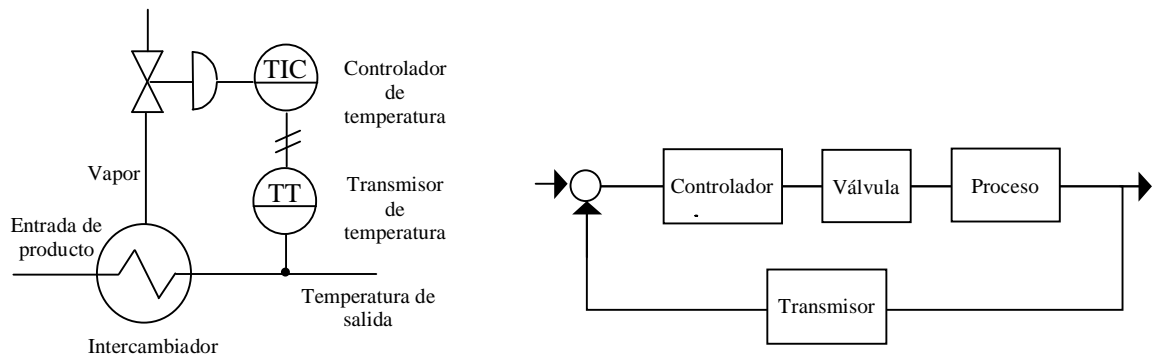 TIC
Controlador
de
temperatura
Vapor
TT
Transmisor
de
temperatura
Entrada de
producto
Temperatura de
salida
Intercambiador
Controlador
Válvula
Proceso
Transmisor